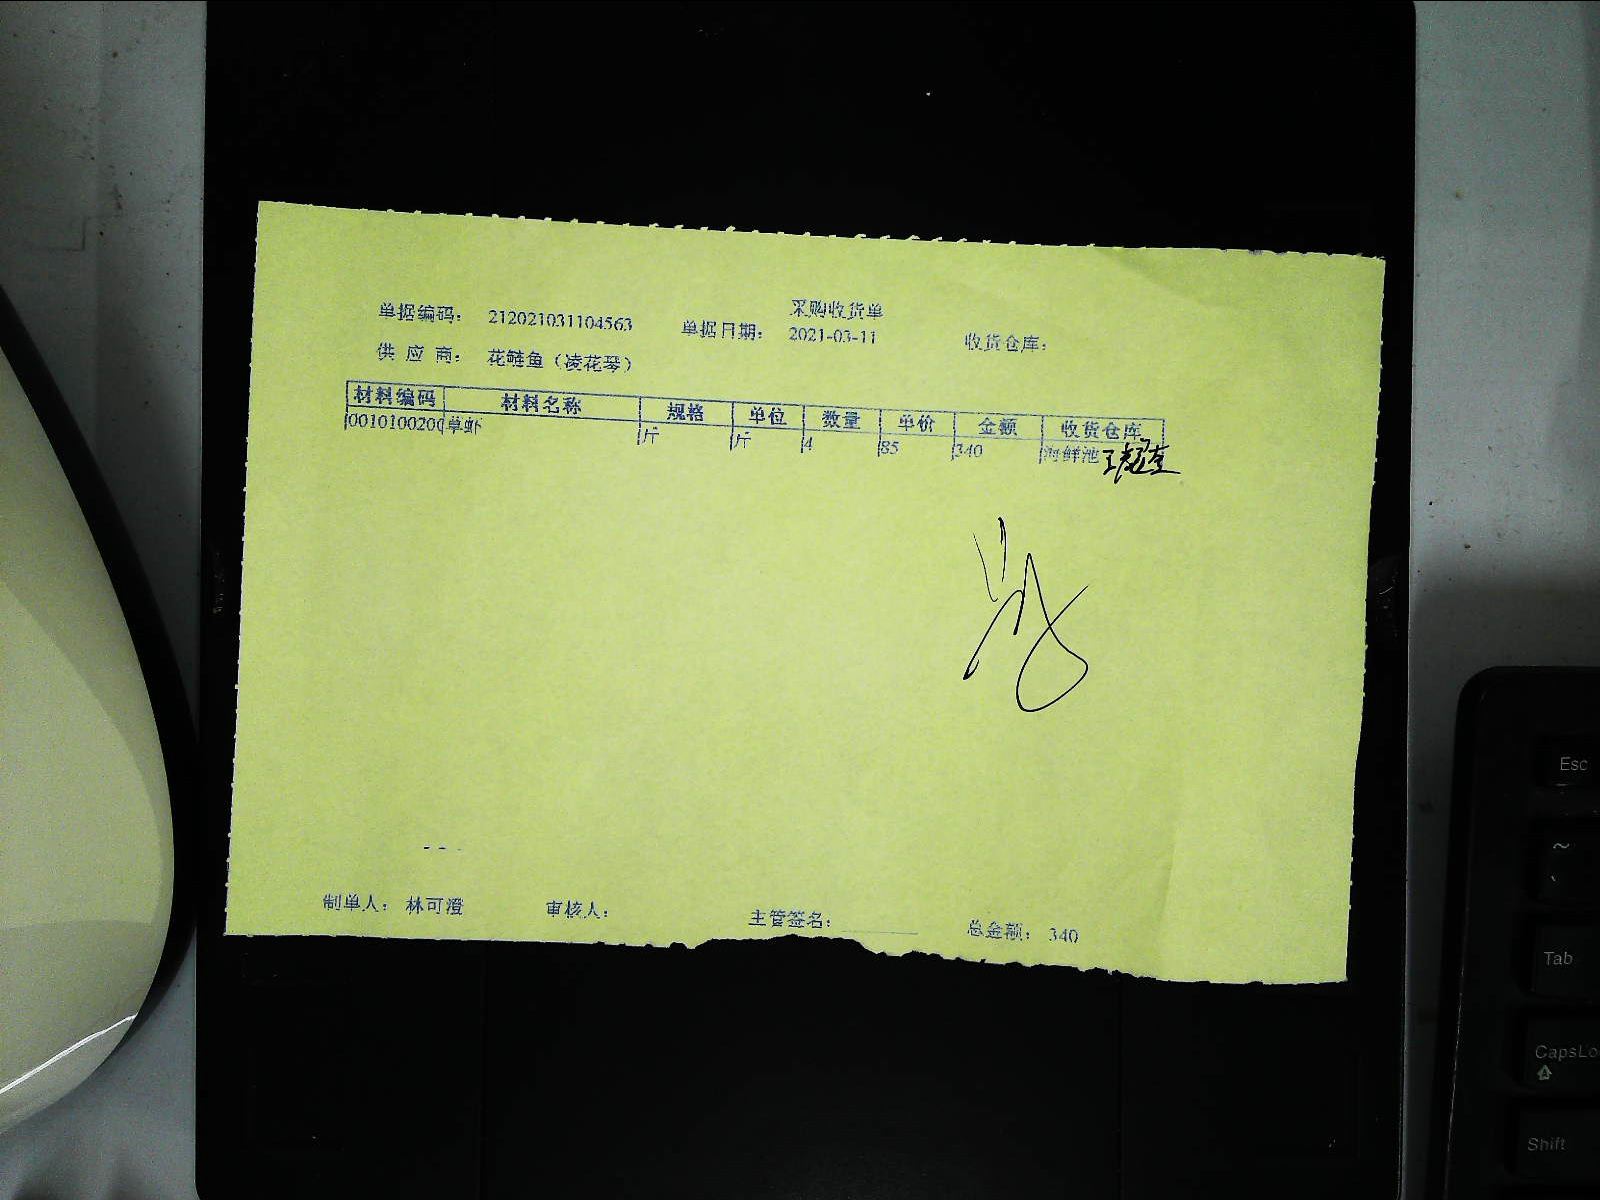 采购收货单
单据编码： 212021031104563 单据日期： 2021-03-11 收货仓库：
供 应 商： 花鲢鱼（凌花琴）
材料编码 材料名称 规格 单位 数量 单价 金额 收货仓库
0010100200 草虾 斤 斤 4 85 340 海鲜池
制单人： 林可澄 审核人： 主管签名： 总金额： 340
Esc
~
Tab
CapsLo
Shift